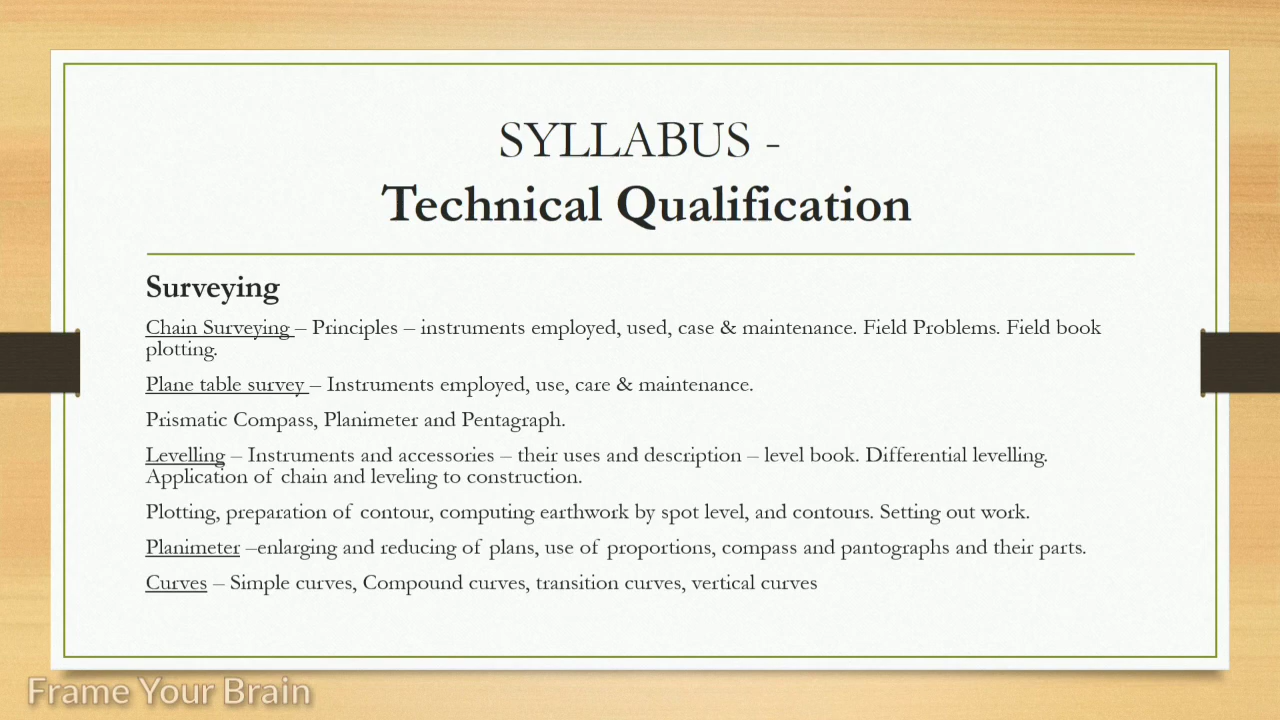 SYLLABUS -
Technical Qualification
Surveying
Chain Surveying – Principles – instruments employed, used, case & maintenance. Field Problems. Field book
plotting.
Plane table survey – Instruments employed, use, care & maintenance.
Prismatic Compass, Planimeter and Pentagraph.
Levelling – Instruments and accessories – their uses and description – level book. Differential levelling.
Application of chain and leveling to construction.
Plotting, preparation of contour, computing earthwork by spot level, and contours. Setting out work.
Planimeter –enlarging and reducing of plans, use of proportions, compass and pantographs and their parts.
Curves – Simple curves, Compound curves, transition curves, vertical curves
Frame Your Brain